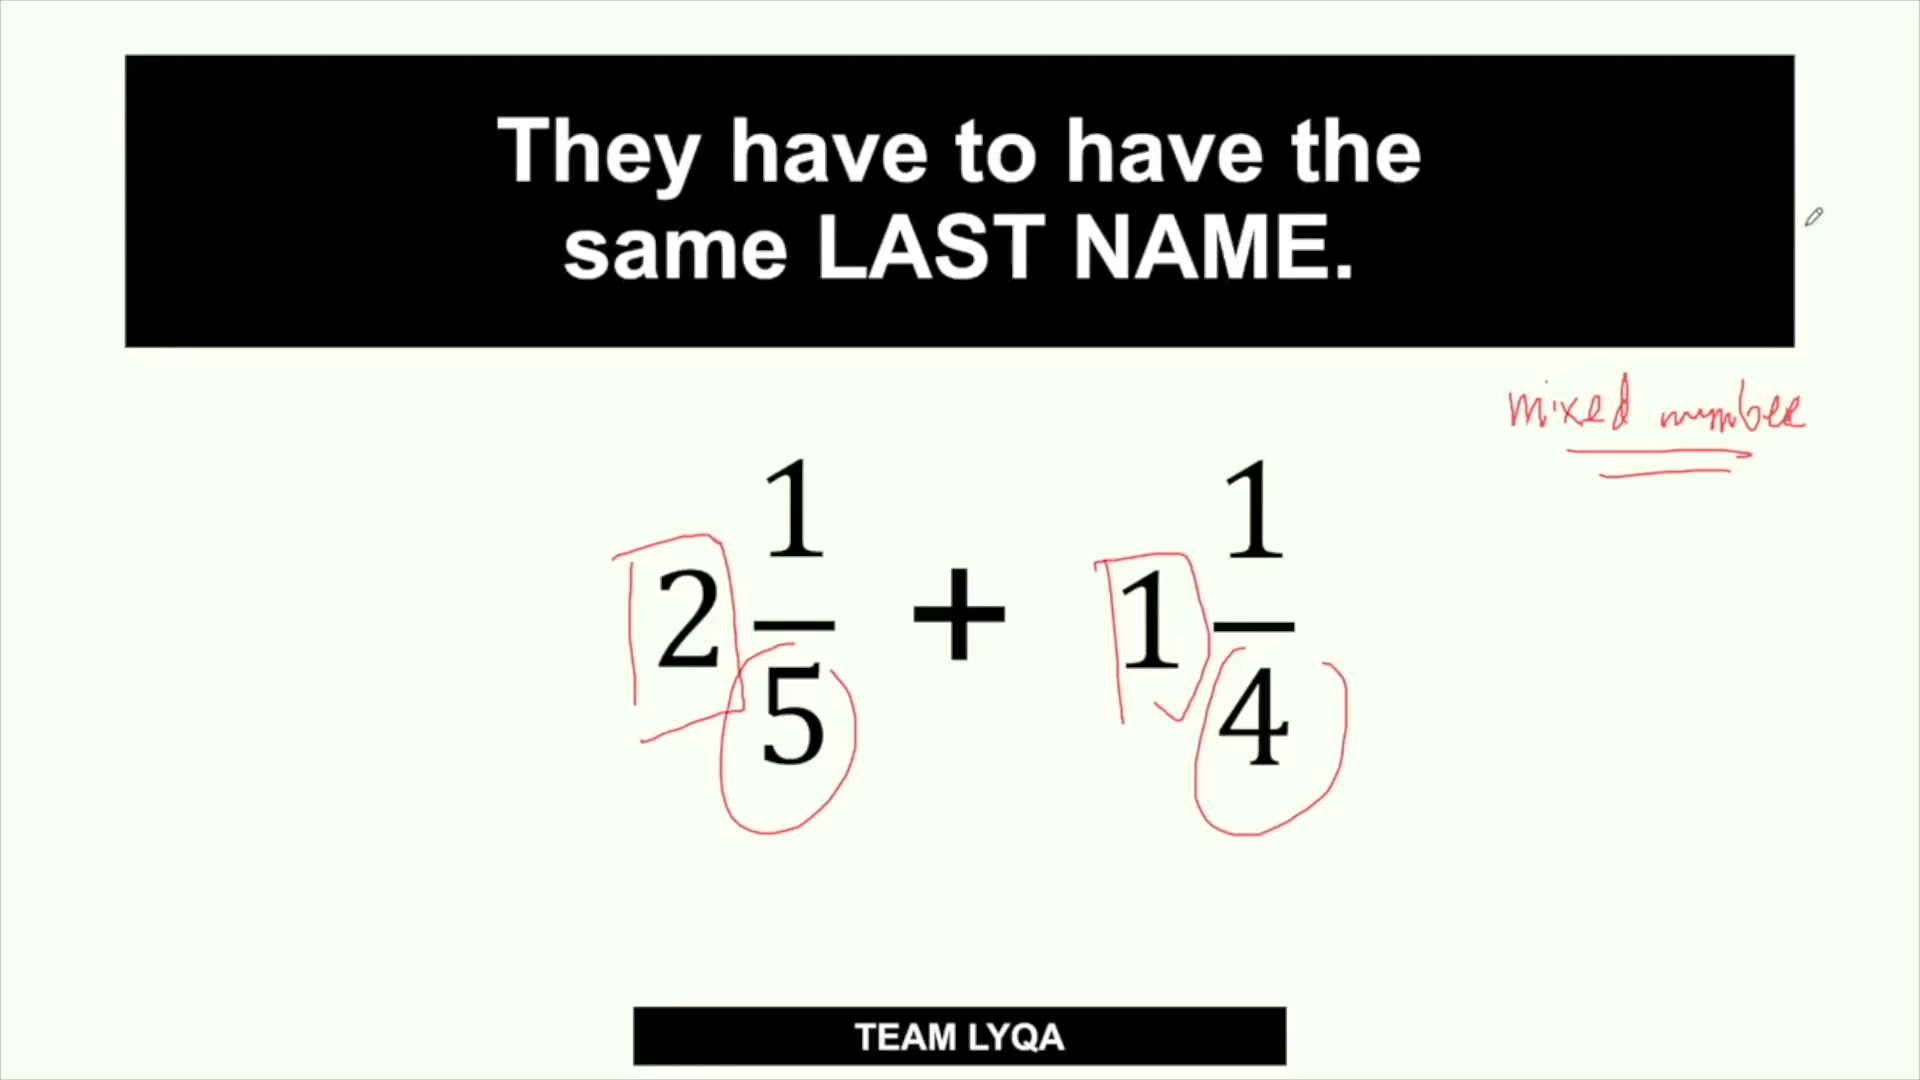 They have to have the
same LAST NAME.
mixed number
2 1/5 + 1 1/4
TEAM LYQA